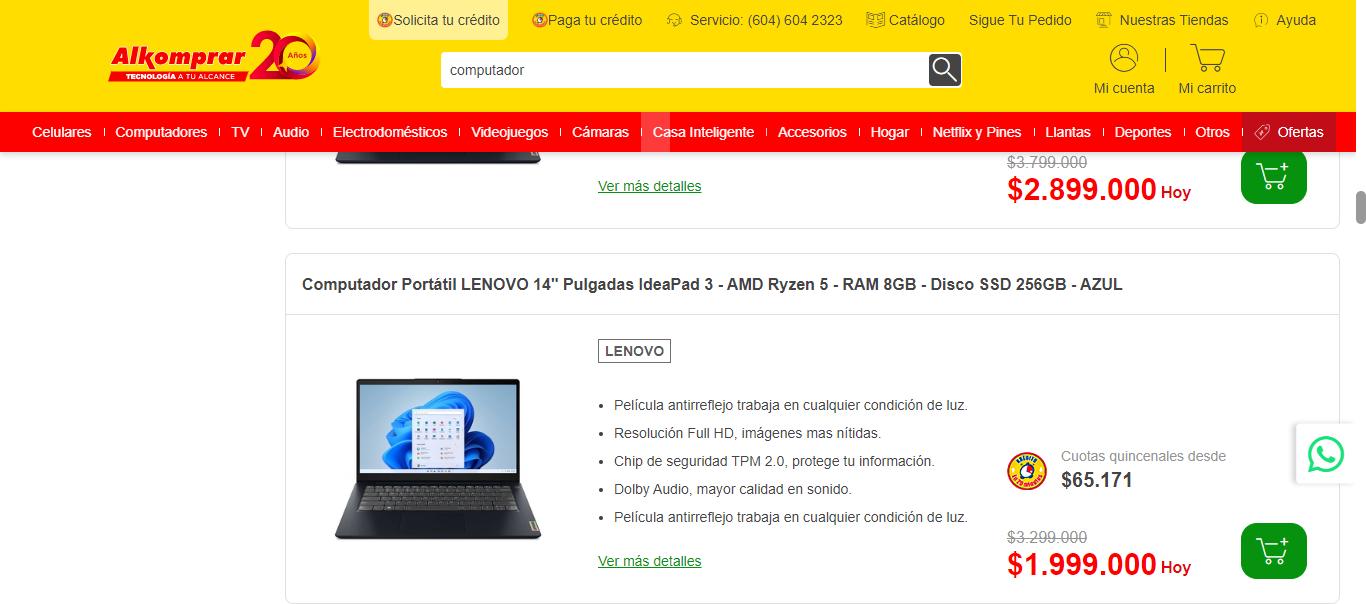 Solicita tu crédito
Paga tu crédito
Servicio: (604) 604 2323
Catálogo
Sigue Tu Pedido
Nuestras Tiendas
Ayuda
Alkomprar 20 Años
TECNOLOGÍA A TU ALCANCE
computador
Mi cuenta
Mi carrito
Celulares
Computadores
TV
Audio
Electrodomésticos
Videojuegos
Cámaras
Casa Inteligente
Accesorios
Hogar
Netflix y Pines
Llantas
Deportes
Otros
Ofertas
Ver más detalles
$3.799.000
$2.899.000 Hoy
Computador Portátil LENOVO 14" Pulgadas IdeaPad 3 - AMD Ryzen 5 - RAM 8GB - Disco SSD 256GB - AZUL
LENOVO
• Película antirreflejo trabaja en cualquier condición de luz.
• Resolución Full HD, imágenes mas nítidas.
• Chip de seguridad TPM 2.0, protege tu información.
• Dolby Audio, mayor calidad en sonido.
• Película antirreflejo trabaja en cualquier condición de luz.
Ver más detalles
Cuotas quincenales desde
$65.171
$3.299.000
$1.999.000 Hoy